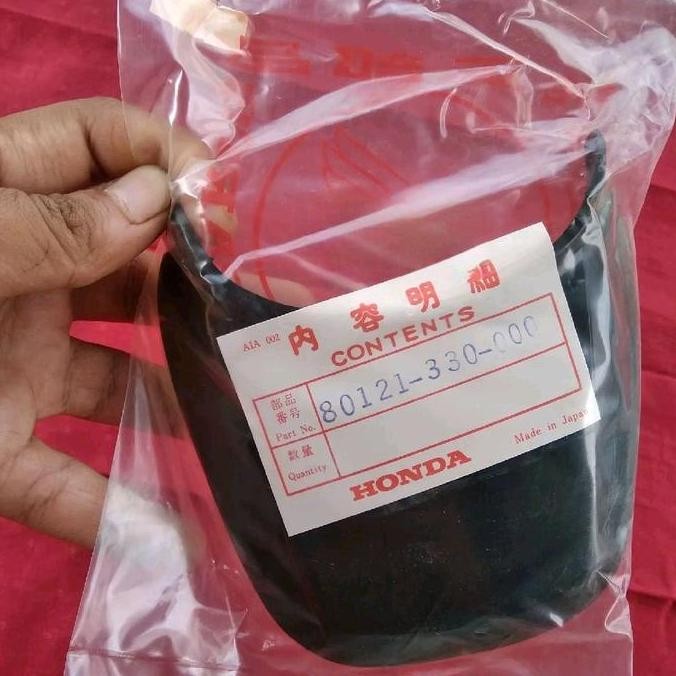 AIA 002
内容明細
CONTENTS
部品
番号
Part No.
80121-330-000
数量
Quantity
HONDA
Made in Japan